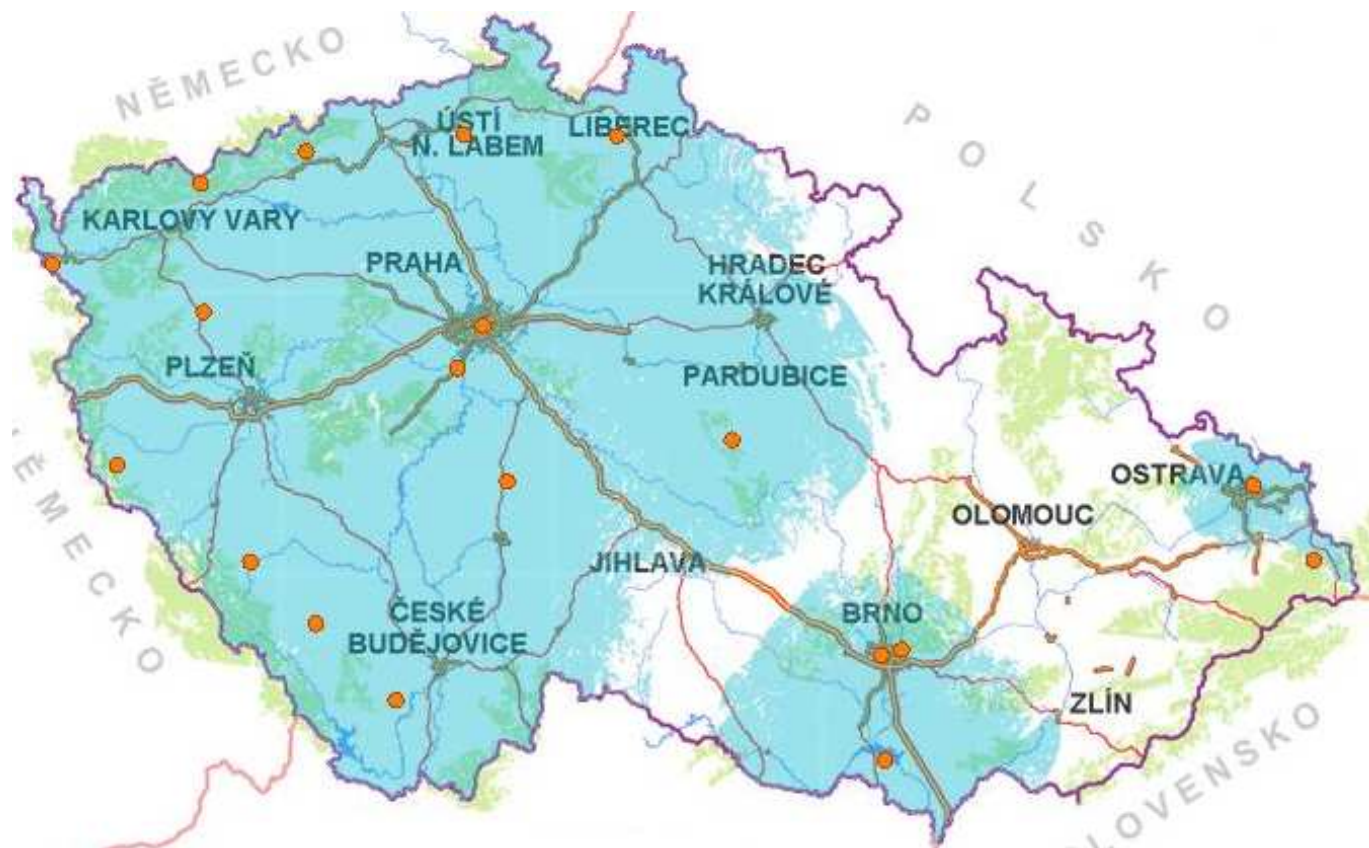 NĚMECKO
POLSKO
ÚSTÍ
N. LABEM
LIBEREC
KARLOVY VARY
PRAHA
HRADEC
KRÁLOVÉ
PLZEŇ
PARDUBICE
NĚMECKO
OSTRAVA
OLOMOUC
JIHLAVA
ČESKÉ
BUDĚJOVICE
BRNO
ZLÍN
LOVENSKO